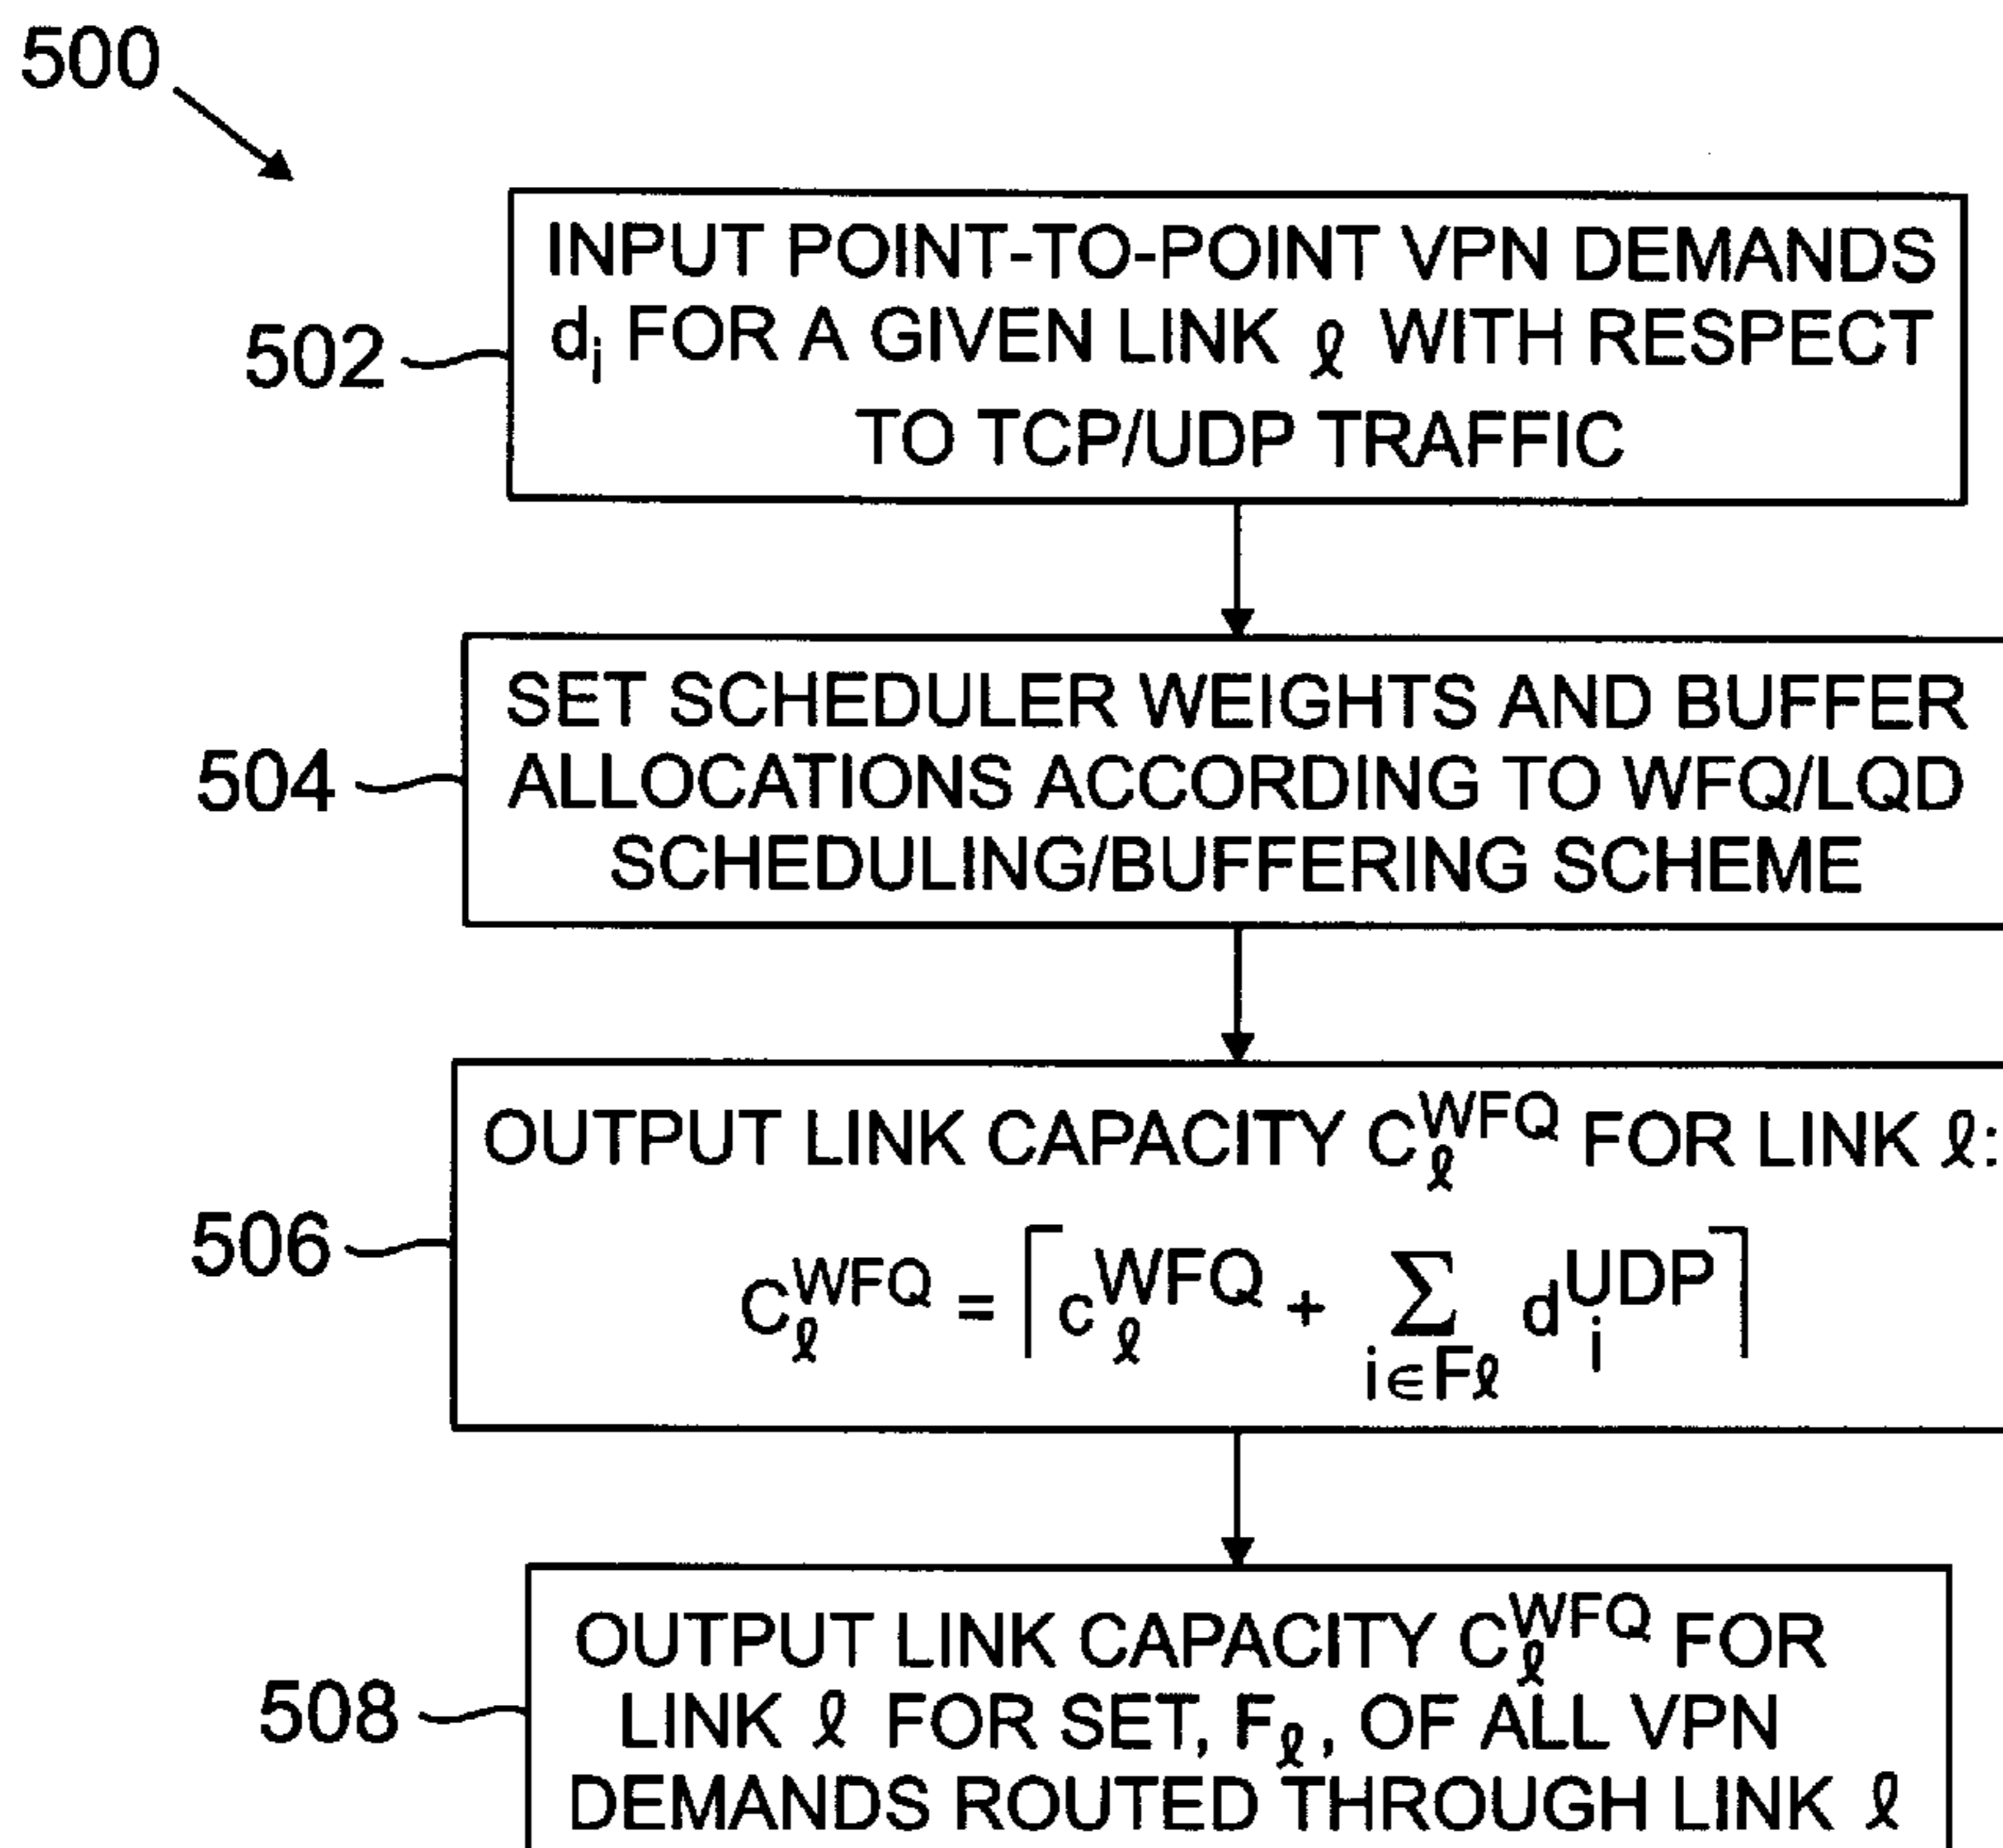 500
INPUT POINT-TO-POINT VPN DEMANDS
502
dᵢ FOR A GIVEN LINK ℓ WITH RESPECT
TO TCP/UDP TRAFFIC
SET SCHEDULER WEIGHTS AND BUFFER
504
ALLOCATIONS ACCORDING TO WFQ/LQD
SCHEDULING/BUFFERING SCHEME
OUTPUT LINK CAPACITY C_ℓ^WFQ FOR LINK ℓ:
506
C_ℓ^WFQ = ⌈c_ℓ^WFQ + Σ_{i∈Fℓ} d_i^UDP⌉
OUTPUT LINK CAPACITY C_ℓ^WFQ FOR
508
LINK ℓ FOR SET, F_ℓ, OF ALL VPN
DEMANDS ROUTED THROUGH LINK ℓ